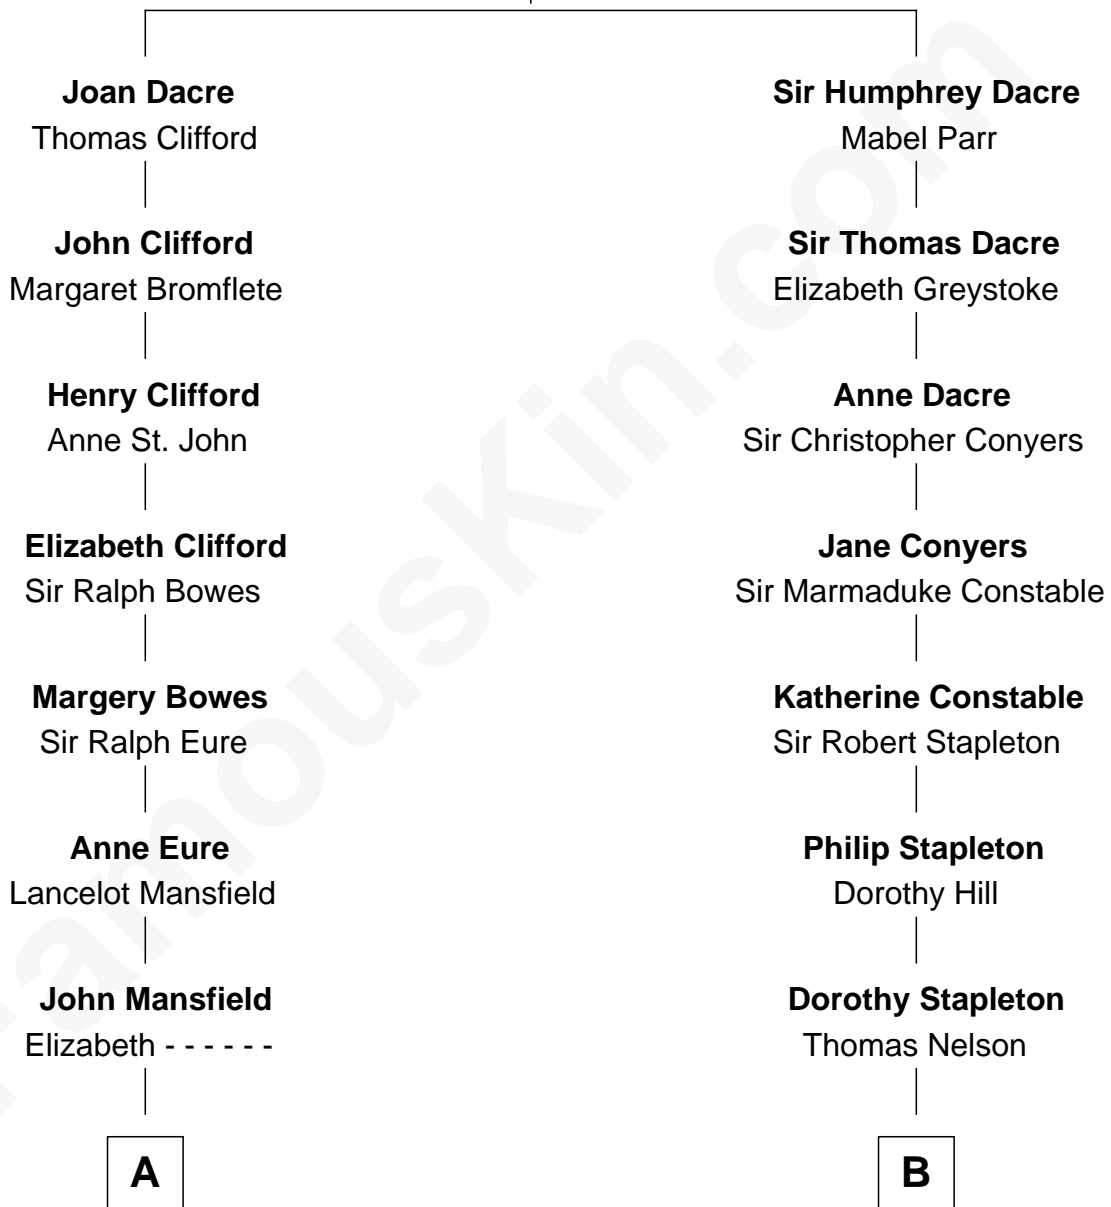 Joan Dacre
Thomas Clifford
John Clifford
Margaret Bromflete
Henry Clifford
Anne St. John
Elizabeth Clifford
Sir Ralph Bowes
Margery Bowes
Sir Ralph Eure
Anne Eure
Lancelot Mansfield
John Mansfield
Elizabeth - - - - - -
A
Sir Humphrey Dacre
Mabel Parr
Sir Thomas Dacre
Elizabeth Greystoke
Anne Dacre
Sir Christopher Conyers
Jane Conyers
Sir Marmaduke Constable
Katherine Constable
Sir Robert Stapleton
Philip Stapleton
Dorothy Hill
Dorothy Stapleton
Thomas Nelson
B
FamousKin.com